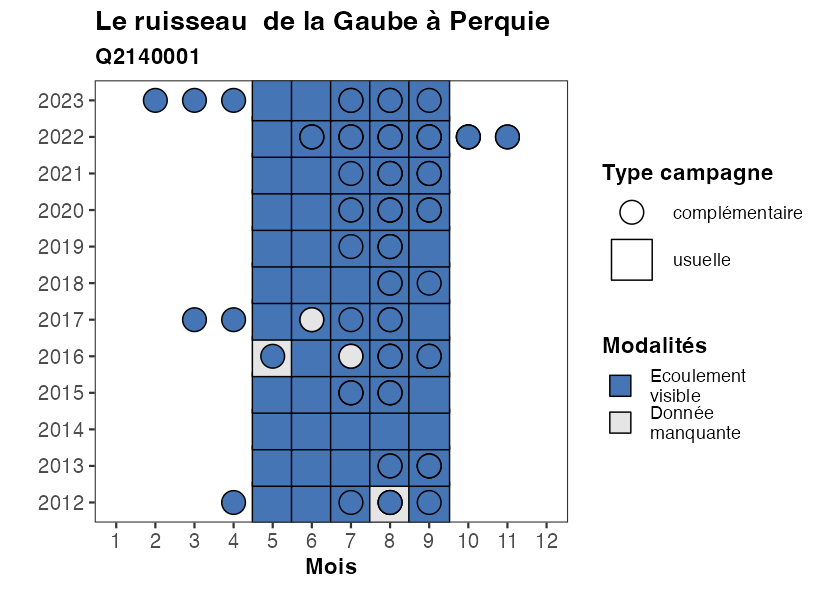 Le ruisseau  de la Gaube à Perquie
Q2140001
2023
2022
2021
2020
2019
2018
2017
2016
2015
2014
2013
2012
1 2 3 4 5 6 7 8 9 10 11 12
Mois
Type campagne
complémentaire
usuelle
Modalités
Ecoulement
visible
Donnée
manquante